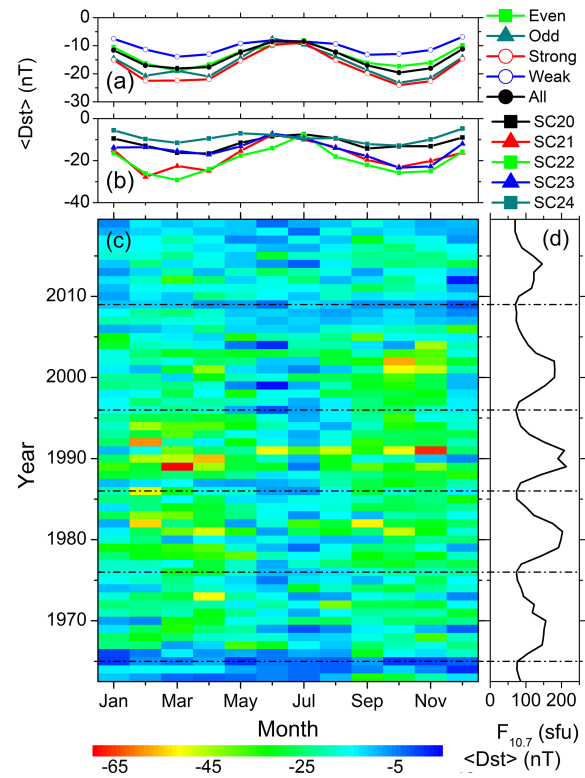 0
-10
-20
-30
<Dst> (nT)
(a)
Even
Odd
Strong
Weak
All
0
-20
-40
(b)
SC20
SC21
SC22
SC23
SC24
(c)
(d)
2010
2000
1990
1980
1970
Year
Jan Mar May Jul Sep Nov
Month
0 100 200
F10.7 (sfu)
-65 -45 -25 -5
<Dst> (nT)